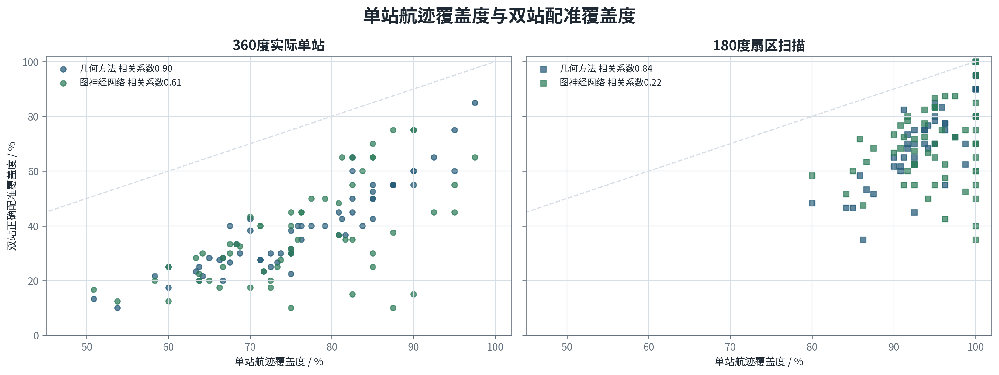 单站航迹覆盖度与双站配准覆盖度
360度实际单站
几何方法 相关系数0.90
图神经网络 相关系数0.61
双站正确配准覆盖度 / %
100
80
60
40
20
0
50 60 70 80 90 100
单站航迹覆盖度 / %
180度扇区扫描
几何方法 相关系数0.84
图神经网络 相关系数0.22
50 60 70 80 90 100
单站航迹覆盖度 / %